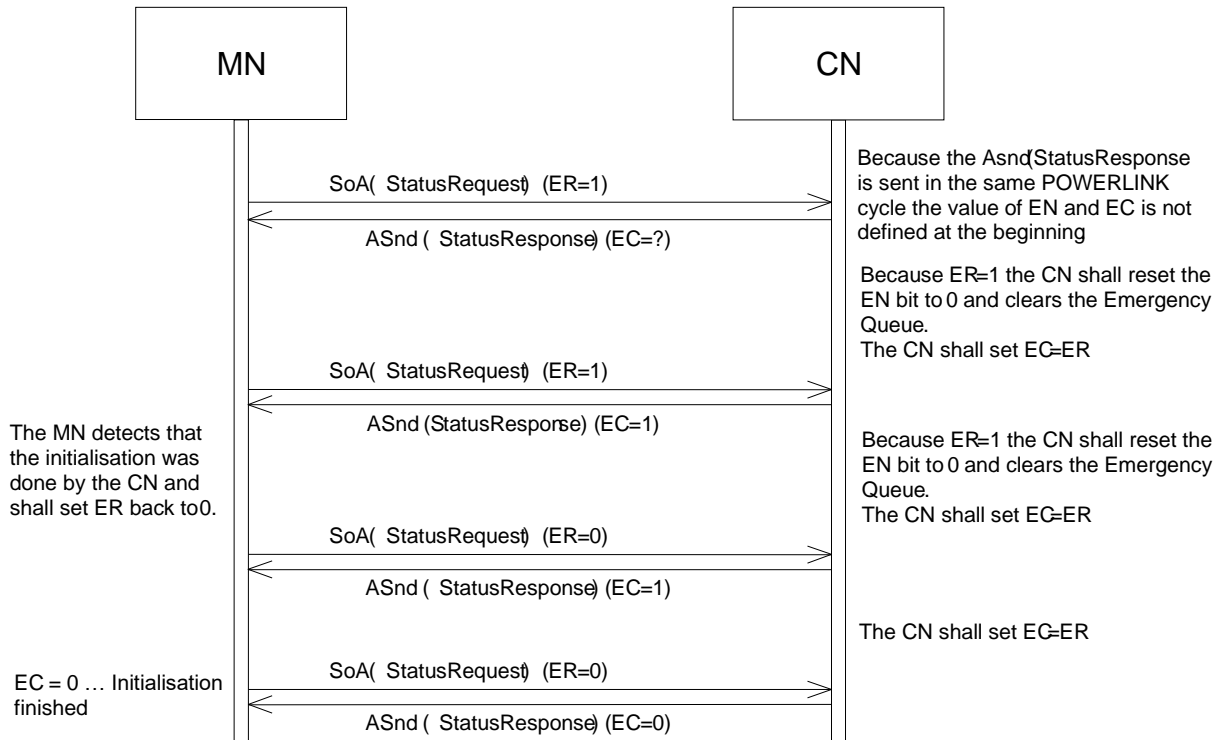 MN
CN
SoA( StatusRequest) (ER=1)
ASnd ( StatusResponse) (EC=?)
Because the Asnd(StatusResponse
is sent in the same POWERLINK
cycle the value of EN and EC is not
defined at the beginning
Because ER=1 the CN shall reset the
EN bit to 0 and clears the Emergency
Queue.
The CN shall set EC=ER
SoA( StatusRequest) (ER=1)
ASnd (StatusResponse) (EC=1)
The MN detects that
the initialisation was
done by the CN and
shall set ER back to 0.
Because ER=1 the CN shall reset the
EN bit to 0 and clears the Emergency
Queue.
The CN shall set EC=ER
SoA( StatusRequest) (ER=0)
ASnd ( StatusResponse) (EC=1)
The CN shall set EC=ER
SoA( StatusRequest) (ER=0)
EC = 0 … Initialisation
finished
ASnd ( StatusResponse) (EC=0)